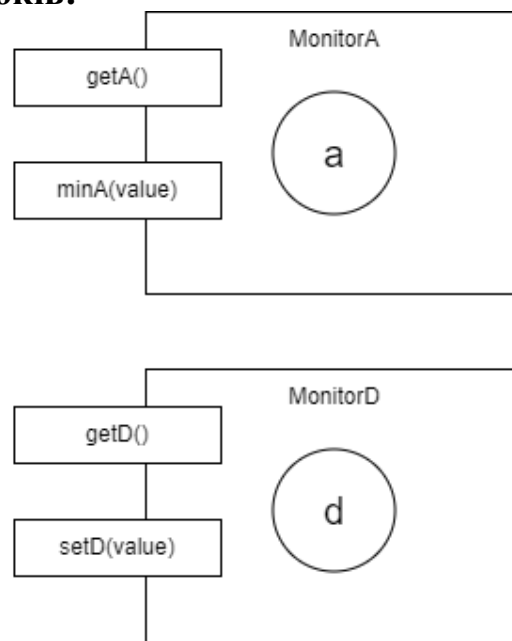 MonitorA
getA()
a
minA(value)
MonitorD
getD()
d
setD(value)